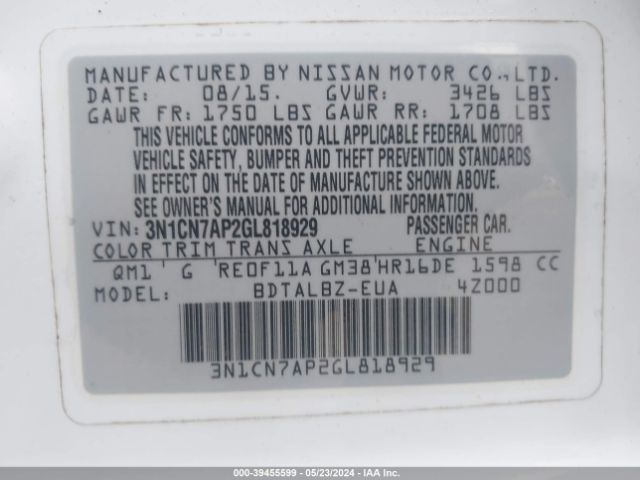 MANUFACTURED BY NISSAN MOTOR CO., LTD.
DATE: 08/15. GVWR: 3426 LBS
GAWR FR: 1750 LBS GAWR RR: 1708 LBS
THIS VEHICLE CONFORMS TO ALL APPLICABLE FEDERAL MOTOR
VEHICLE SAFETY, BUMPER AND THEFT PREVENTION STANDARDS
IN EFFECT ON THE DATE OF MANUFACTURE SHOWN ABOVE.
SEE OWNER'S MANUAL FOR ADDITIONAL INFORMATION.
VIN: 3N1CN7AP2GL818929 PASSENGER CAR.
COLOR TRIM TRANS AXLE ENGINE
QM1 G RE0F11A GM38 HR16DE 1598 CC
MODEL: BDTALBZ-EUA 4Z000
3N1CN7AP2GL818929
000-39455599 - 05/23/2024 - IAAI.COM